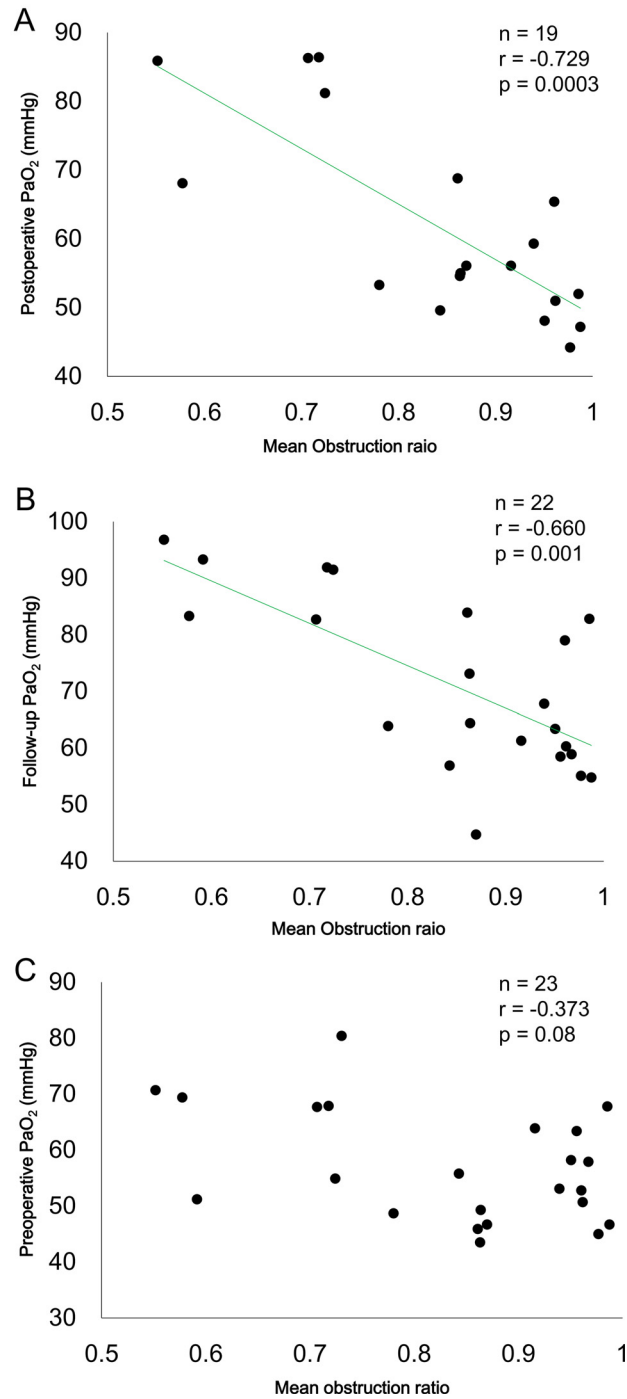 A
n = 19
r = -0.729
p = 0.0003
Postoperative PaO₂ (mmHg)
90
80
70
60
50
40
0.5 0.6 0.7 0.8 0.9 1
Mean Obstruction raio
B
n = 22
r = -0.660
p = 0.001
Follow-up PaO₂ (mmHg)
100
90
80
70
60
50
40
0.5 0.6 0.7 0.8 0.9 1
Mean Obstruction raio
C
n = 23
r = -0.373
p = 0.08
Preoperative PaO₂ (mmHg)
90
80
70
60
50
40
30
0.5 0.6 0.7 0.8 0.9 1
Mean obstruction ratio